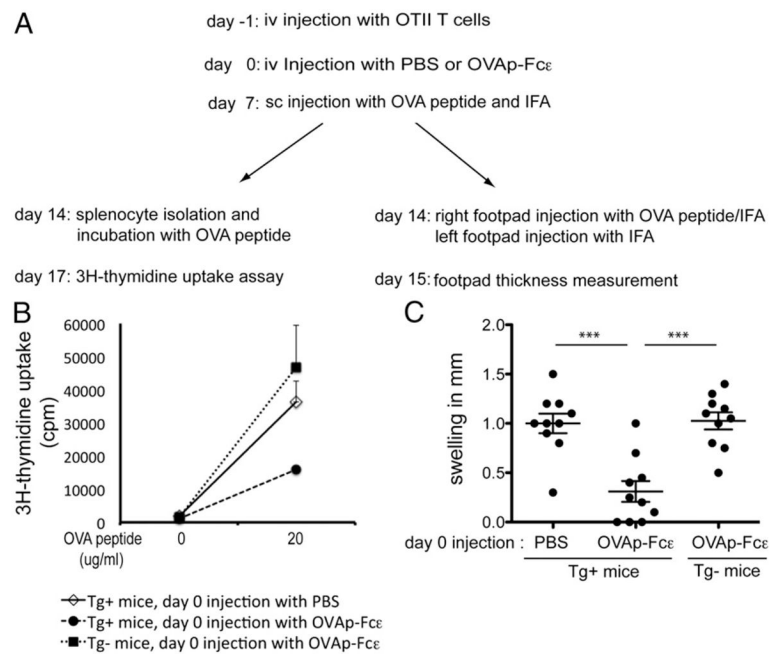 A
day -1: iv injection with OTII T cells
day 0: iv Injection with PBS or OVAp-Fcε
day 7: sc injection with OVA peptide and IFA
day 14: splenocyte isolation and
incubation with OVA peptide
day 17: 3H-thymidine uptake assay
day 14: right footpad injection with OVA peptide/IFA
left footpad injection with IFA
day 15: footpad thickness measurement
B
3H-thymidine uptake
(cpm)
60000
50000
40000
30000
20000
10000
0
OVA peptide
(ug/ml)
0
20
Tg+ mice, day 0 injection with PBS
Tg+ mice, day 0 injection with OVAp-Fcε
Tg- mice, day 0 injection with OVAp-Fcε
C
swelling in mm
2.0
1.5
1.0
0.5
0.0
***
***
day 0 injection : PBS OVAp-Fcε OVAp-Fcε
Tg+ mice Tg- mice